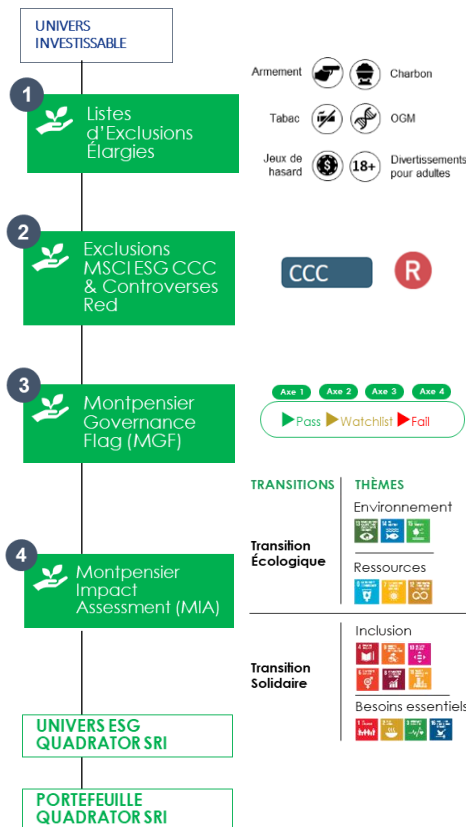 UNIVERS
INVESTISSABLE
1
Listes
d'Exclusions
Élargies
Armement
Charbon
Tabac
OGM
Jeux de
hasard
18+
Divertissements
pour adultes
2
Exclusions
MSCI ESG CCC
& Controverses
Red
CCC
R
3
Montpensier
Governance
Flag (MGF)
Axe 1 Axe 2 Axe 3 Axe 4
Pass Watchlist Fail
TRANSITIONS THÈMES
Environnement
Transition
Écologique
Ressources
4
Montpensier
Impact
Assessment (MIA)
Inclusion
Transition
Solidaire
Besoins essentiels
UNIVERS ESG
QUADRATOR SRI
PORTEFEUILLE
QUADRATOR SRI